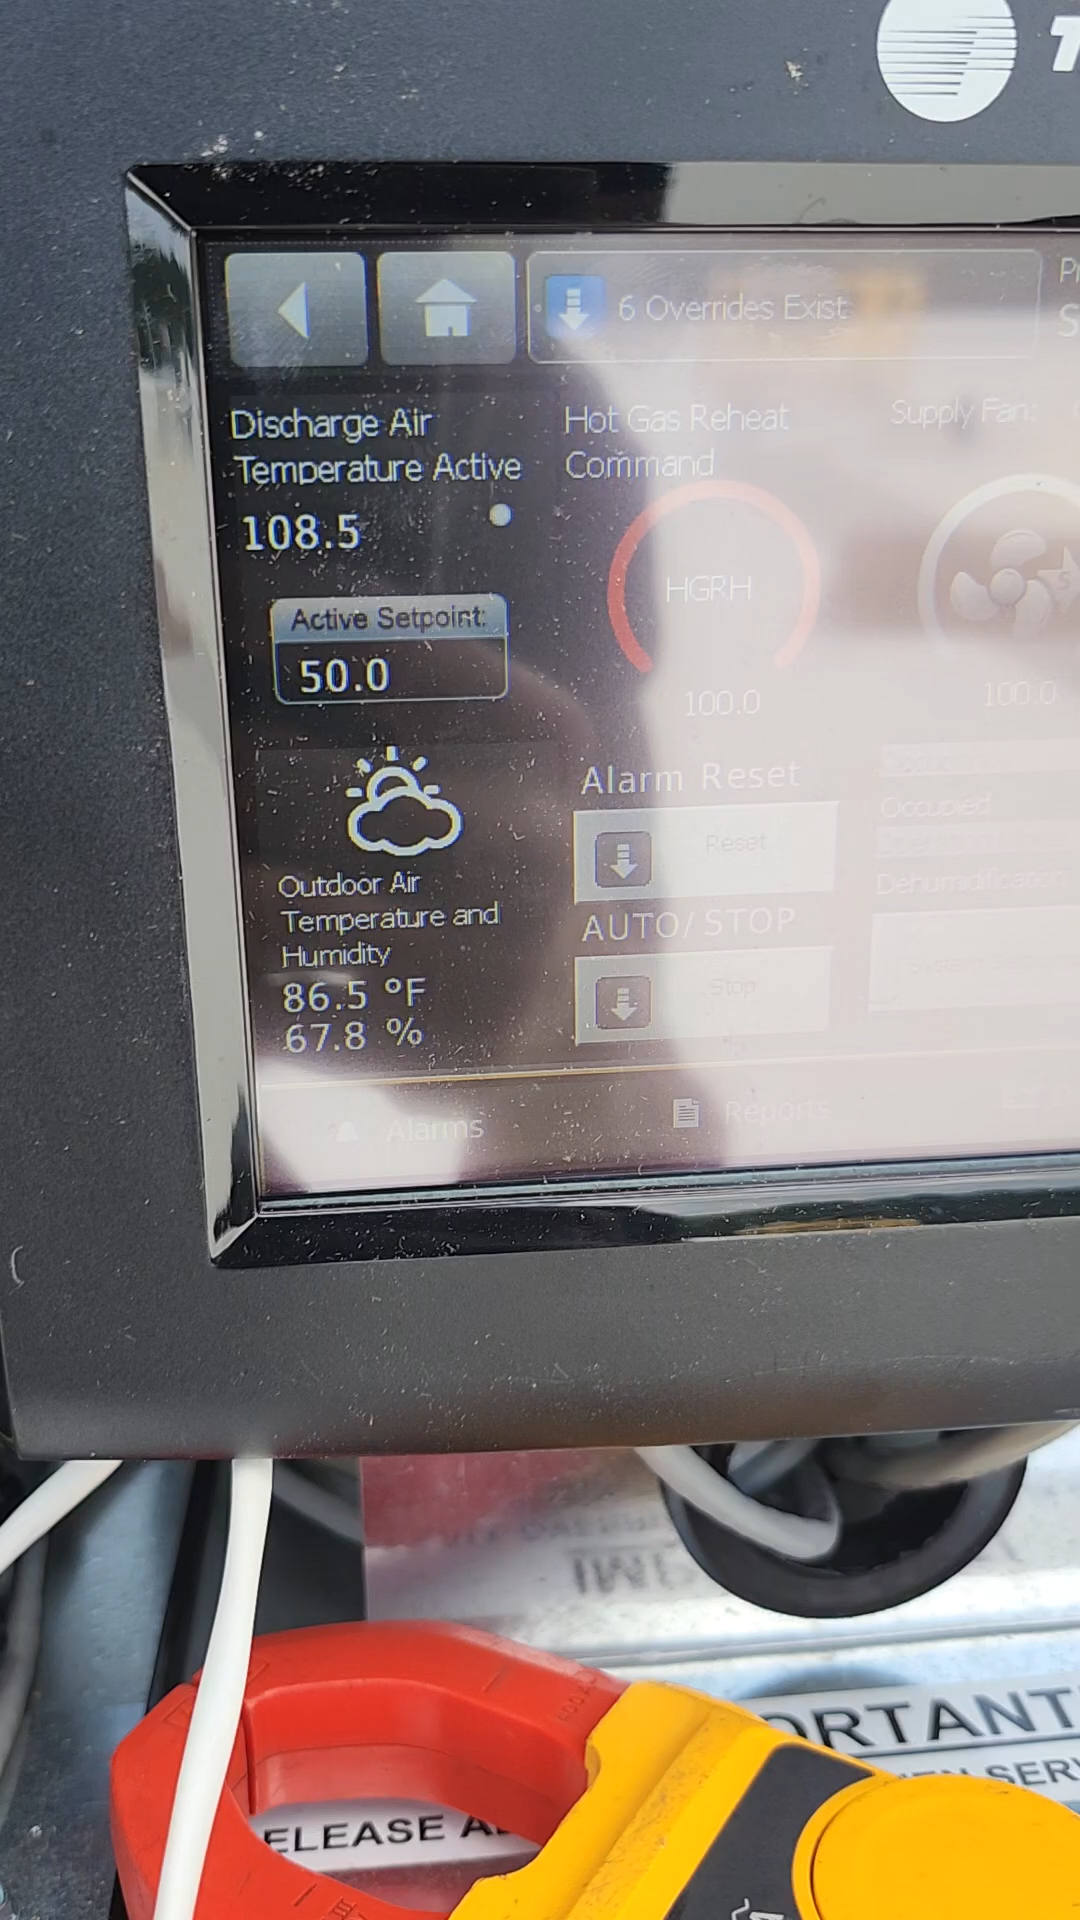 6 Overrides Exist
Discharge Air
Temperature Active
108.5
Active Setpoint:
50.0
Hot Gas Reheat
Command
HGRH
100.0
Supply Fan:
100.0
Outdoor Air
Temperature and
Humidity
86.5 °F
67.8 %
Alarm Reset
Reset
AUTO/STOP
Stop
Occupied
Dehumidification
Alarms
Reports
ELEASE
ORTANT